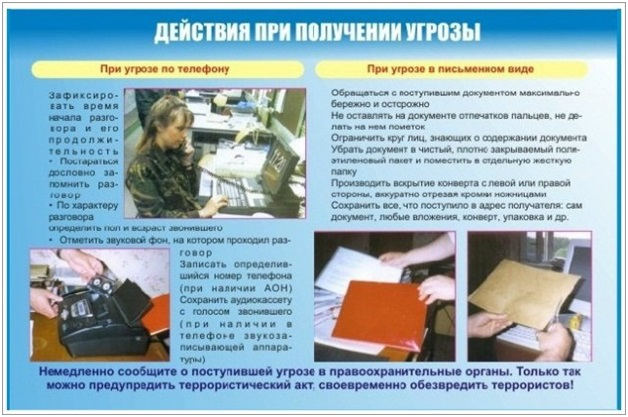 ДЕЙСТВИЯ ПРИ ПОЛУЧЕНИИ УГРОЗЫ
При угрозе по телефону
Зафиксиро-
вать время
начала разго-
вора и его
продолжи-
тельность
• Постараться
дословно за-
помнить раз-
говор
• По характеру
разговора
определить пол и возраст звонившего
• Отметить звуковой фон, на котором проходил раз-
говор
Записать определив-
шийся номер телефона
(при наличии АОН)
Сохранить аудиокассету
с голосом звонившего
(при наличии в
телефоне звукоза-
писывающей аппара-
туры)
При угрозе в письменном виде
Обращаться с поступившим документом максимально
бережно и осторожно
Не оставлять на документе отпечатков пальцев, не де-
лать на нем пометок
Ограничить круг лиц, знающих о содержании документа
Убрать документ в чистый, плотно закрываемый поли-
этиленовый пакет и поместить в отдельную жесткую
папку
Производить вскрытие конверта с левой или правой
стороны, аккуратно отрезая кромки ножницами
Сохранить все, что поступило в адрес получателя: сам
документ, любые вложения, конверт, упаковка и др.
Немедленно сообщите о поступившей угрозе в правоохранительные органы. Только так
можно предупредить террористический акт, своевременно обезвредить террористов!